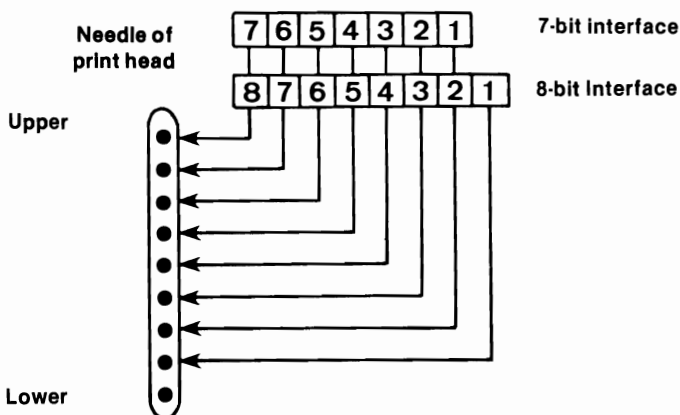 Needle of
print head
7 6 5 4 3 2 1
7-bit interface
8 7 6 5 4 3 2 1
8-bit Interface
Upper
Lower